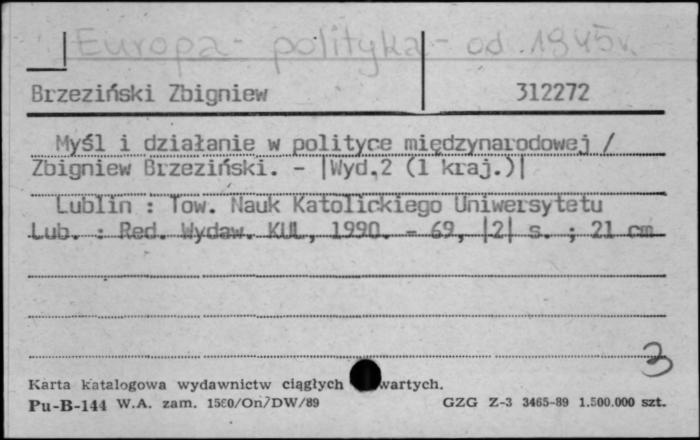 Europa - polityka - od 1945r.
Brzeziński Zbigniew 312272
Myśl i działanie w polityce międzynarodowej /
Zbigniew Brzeziński. - |Wyd.2 (1 kraj.)|
Lublin : Tow. Nauk Katolickiego Uniwersytetu
Lub. : Red. Wydaw. KUL, 1990. - 69, |2| s. ; 21 cm
3
Karta katalogowa wydawnictw ciągłych wartych.
Pu-B-144 W.A. zam. 1560/On/DW/89 GZG Z-3 3465-89 1.500.000 szt.